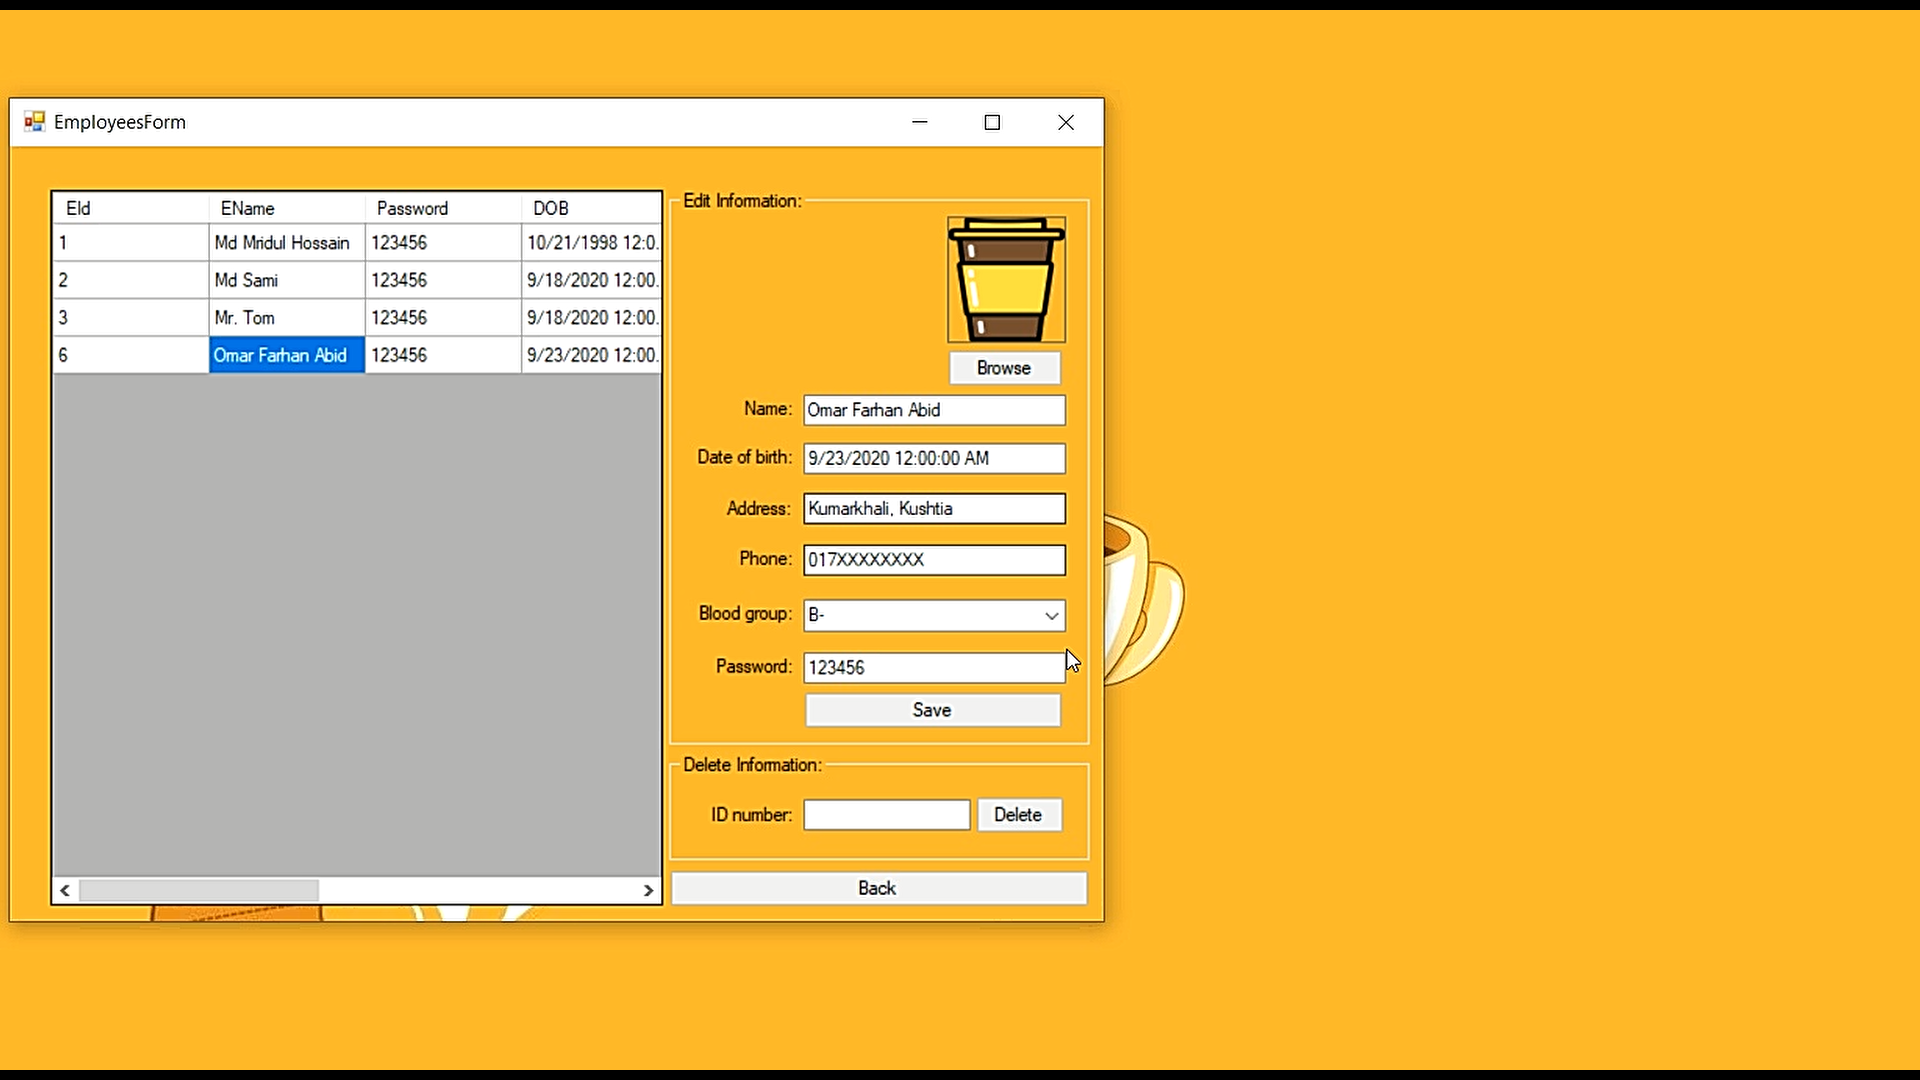 EmployeesForm
EId EName Password DOB
1 Md Mridul Hossain 123456 10/21/1998 12:0.
2 Md Sami 123456 9/18/2020 12:00.
3 Mr. Tom 123456 9/18/2020 12:00.
6 Omar Farhan Abid 123456 9/23/2020 12:00.
Edit Information:
Browse
Name: Omar Farhan Abid
Date of birth: 9/23/2020 12:00:00 AM
Address: Kumarkhali, Kushtia
Phone: 017XXXXXXXX
Blood group: B-
Password: 123456
Save
Delete Information:
ID number: Delete
Back